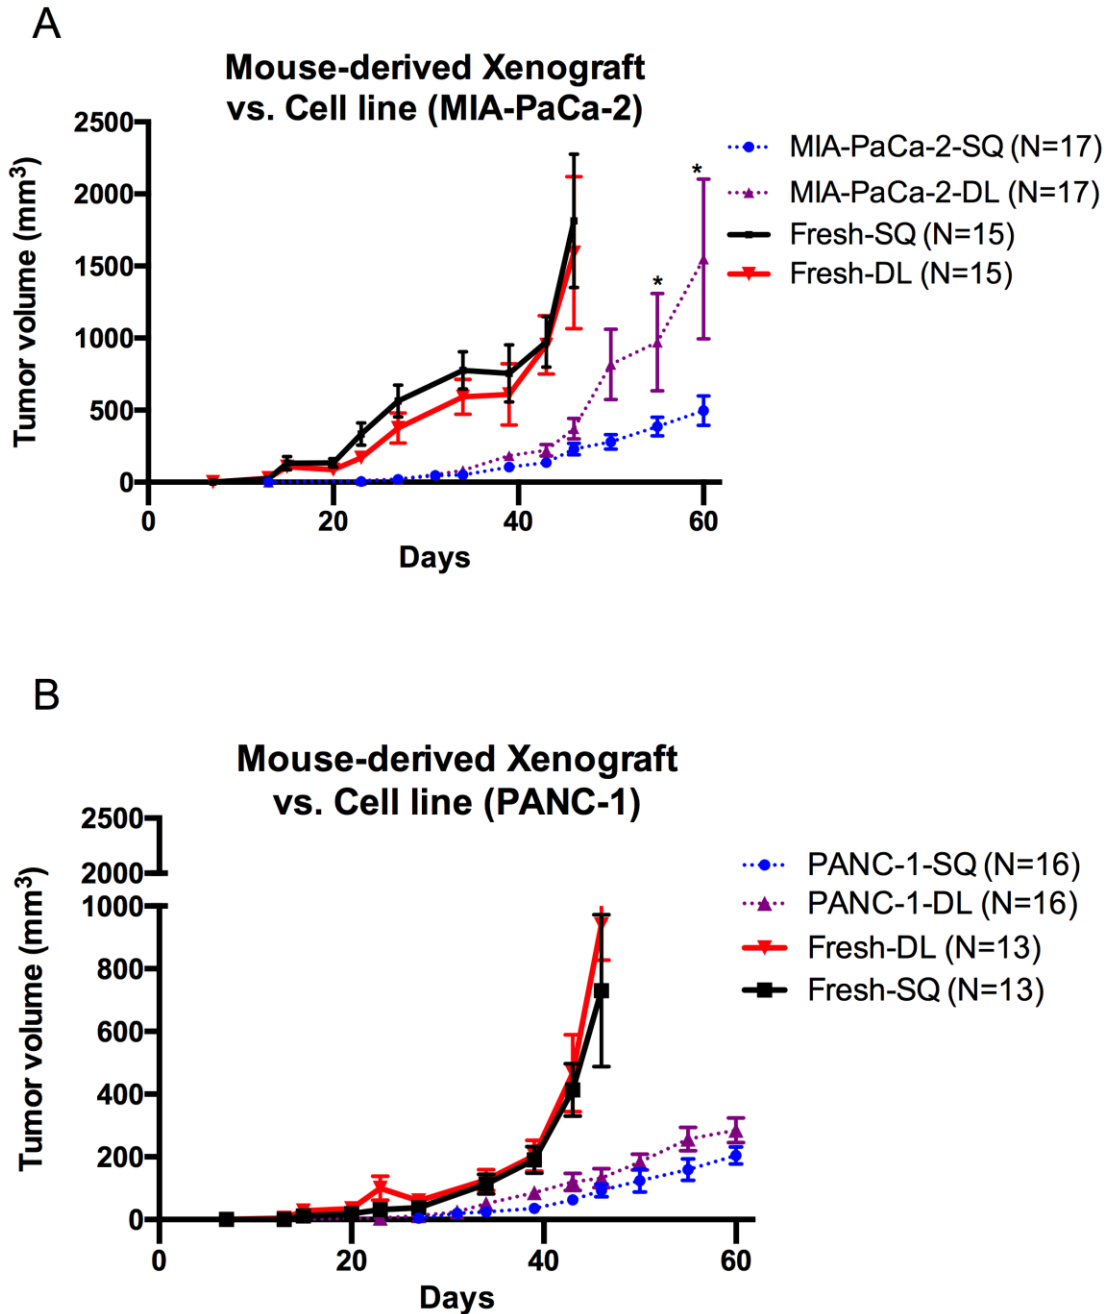 A
Mouse-derived Xenograft
vs. Cell line (MIA-PaCa-2)
2500
2000
1500
1000
500
0
Tumor volume (mm³)
0 20 40 60
Days
* *
MIA-PaCa-2-SQ (N=17)
MIA-PaCa-2-DL (N=17)
Fresh-SQ (N=15)
Fresh-DL (N=15)
B
Mouse-derived Xenograft
vs. Cell line (PANC-1)
2500
2000
1000
800
600
400
200
0
Tumor volume (mm³)
0 20 40 60
Days
PANC-1-SQ (N=16)
PANC-1-DL (N=16)
Fresh-DL (N=13)
Fresh-SQ (N=13)